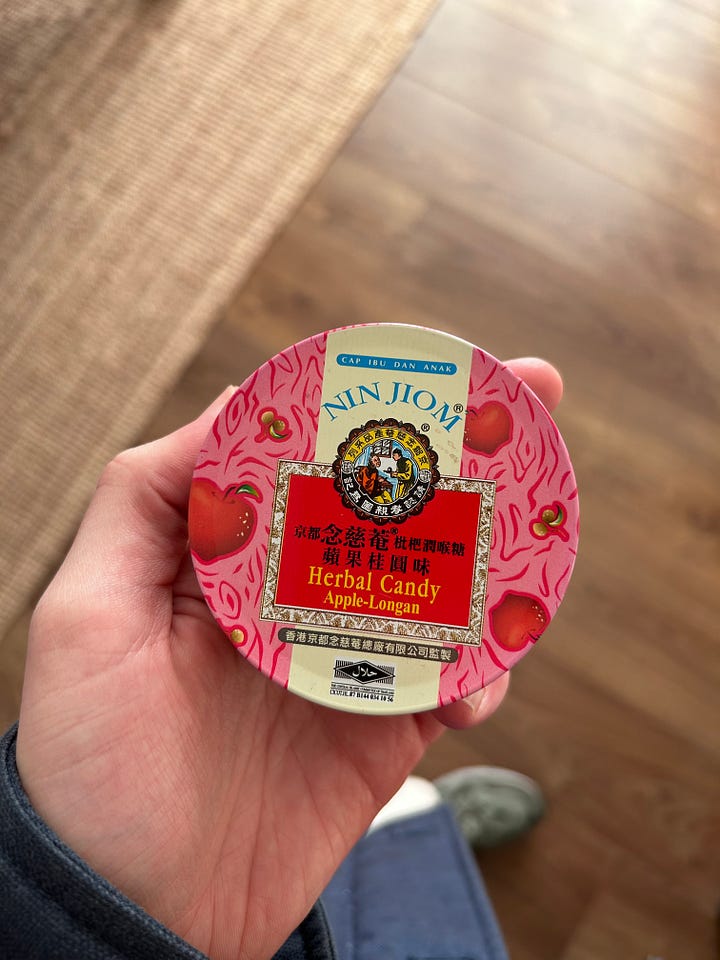 CAP IBU DAN ANAK
NIN JIOM®
®
京都念慈菴®枇杷潤喉糖
蘋果桂圓味
Herbal Candy
Apple-Longan
香港京都念慈菴總廠有限公司監製
حلال